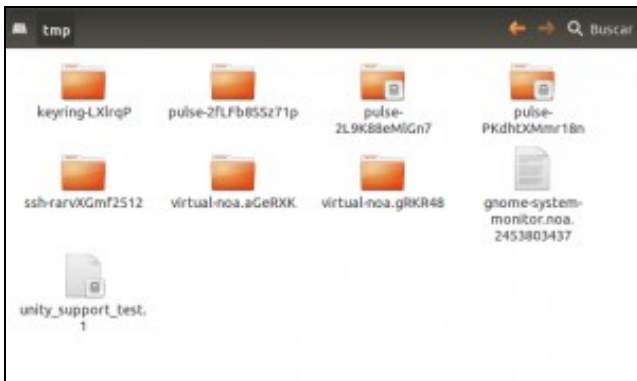 tmp
Buscar
keyring-LXlrqP
pulse-2fLFb8SSz71p
pulse-
2L9K88eMlGn7
pulse-
PKdhtXMmr18n
ssh-rarvXGmf2512
virtual-noa.aGeRXK
virtual-noa.gRKR48
gnome-system-
monitor.noa.
2453803437
unity_support_test.
1